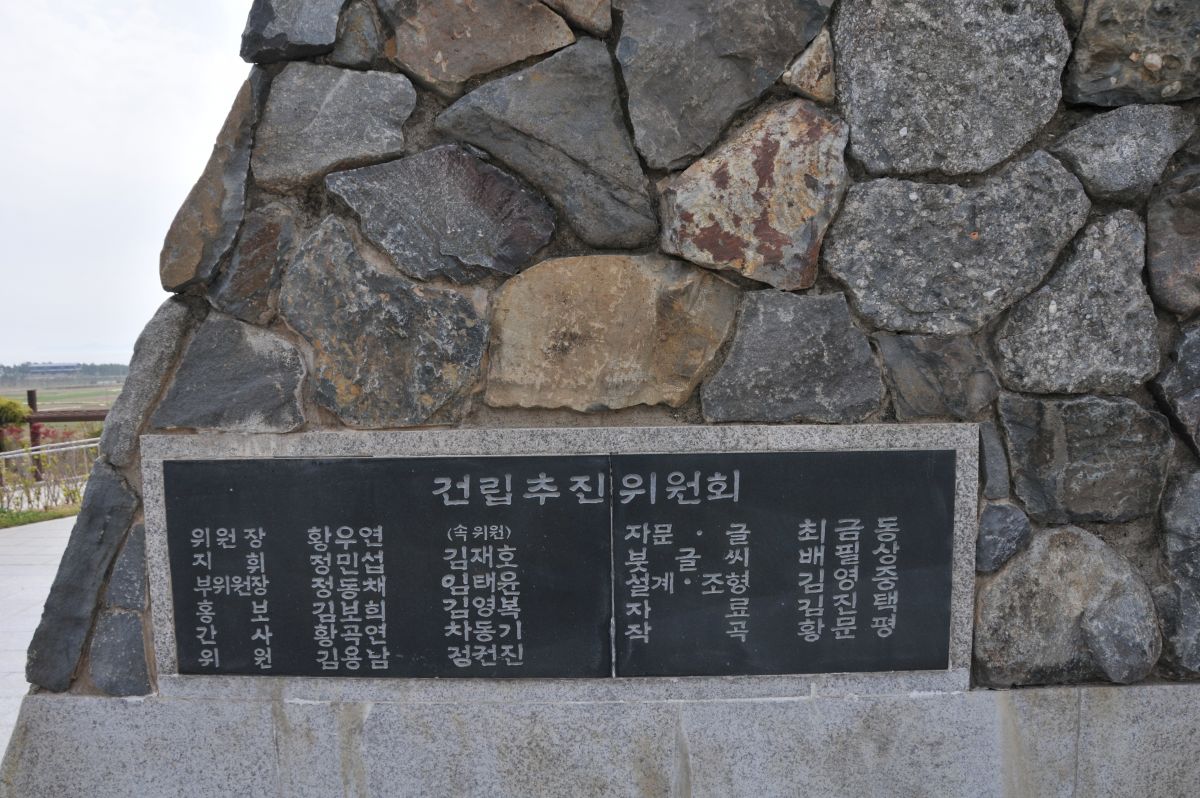 건립추진위원회
위원장 황우연 (속위원) 자문·글 최금동
지휘 정민섭 김재호 붓글씨 배필상
부위원장 정동채 임태윤 설계·조형 김영중
홍보 김보희 김영복 자료 김진택
간사 황곡연 차동기 작곡 황문평
위원 김용남 정권진